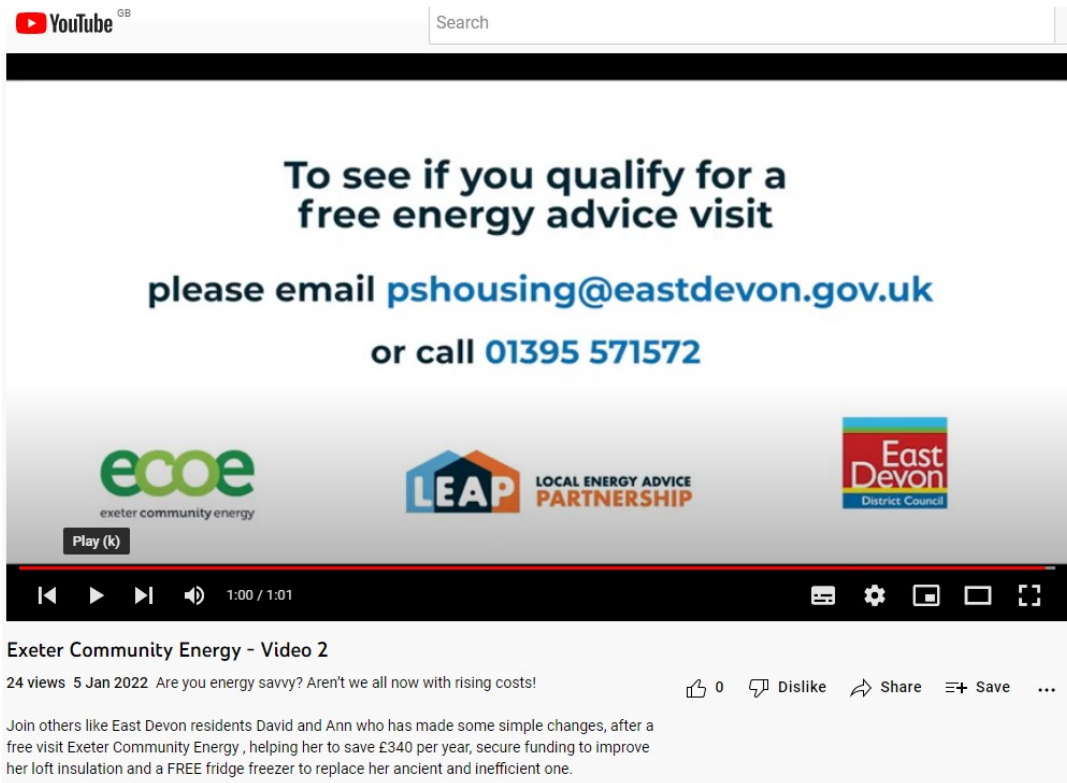 YouTube GB
Search
To see if you qualify for a
free energy advice visit
please email pshousing@eastdevon.gov.uk
or call 01395 571572
ecoe
exeter community energy
LEAP
LOCAL ENERGY ADVICE
PARTNERSHIP
East
Devon
District Council
Play (k)
1:00 / 1:01
Exeter Community Energy - Video 2
24 views 5 Jan 2022 Are you energy savvy? Aren't we all now with rising costs!
0 Dislike Share Save ...
Join others like East Devon residents David and Ann who has made some simple changes, after a
free visit Exeter Community Energy , helping her to save £340 per year, secure funding to improve
her loft insulation and a FREE fridge freezer to replace her ancient and inefficient one.